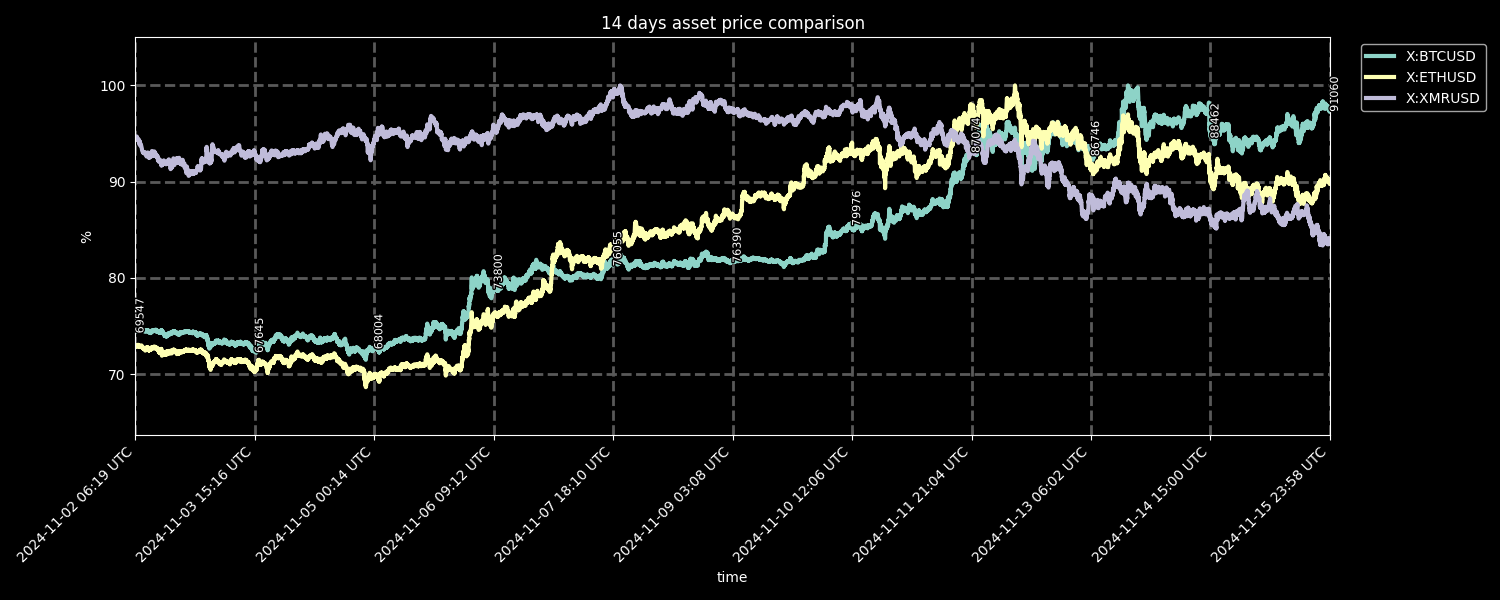 14 days asset price comparison
X:BTCUSD
X:ETHUSD
X:XMRUSD
100
90
80
70
%
69547
67645
68004
73800
76055
76390
79976
87074
86746
88462
91060
2024-11-02 06:19 UTC
2024-11-03 15:16 UTC
2024-11-05 00:14 UTC
2024-11-06 09:12 UTC
2024-11-07 18:10 UTC
2024-11-09 03:08 UTC
2024-11-10 12:06 UTC
2024-11-11 21:04 UTC
2024-11-13 06:02 UTC
2024-11-14 15:00 UTC
2024-11-15 23:58 UTC
time